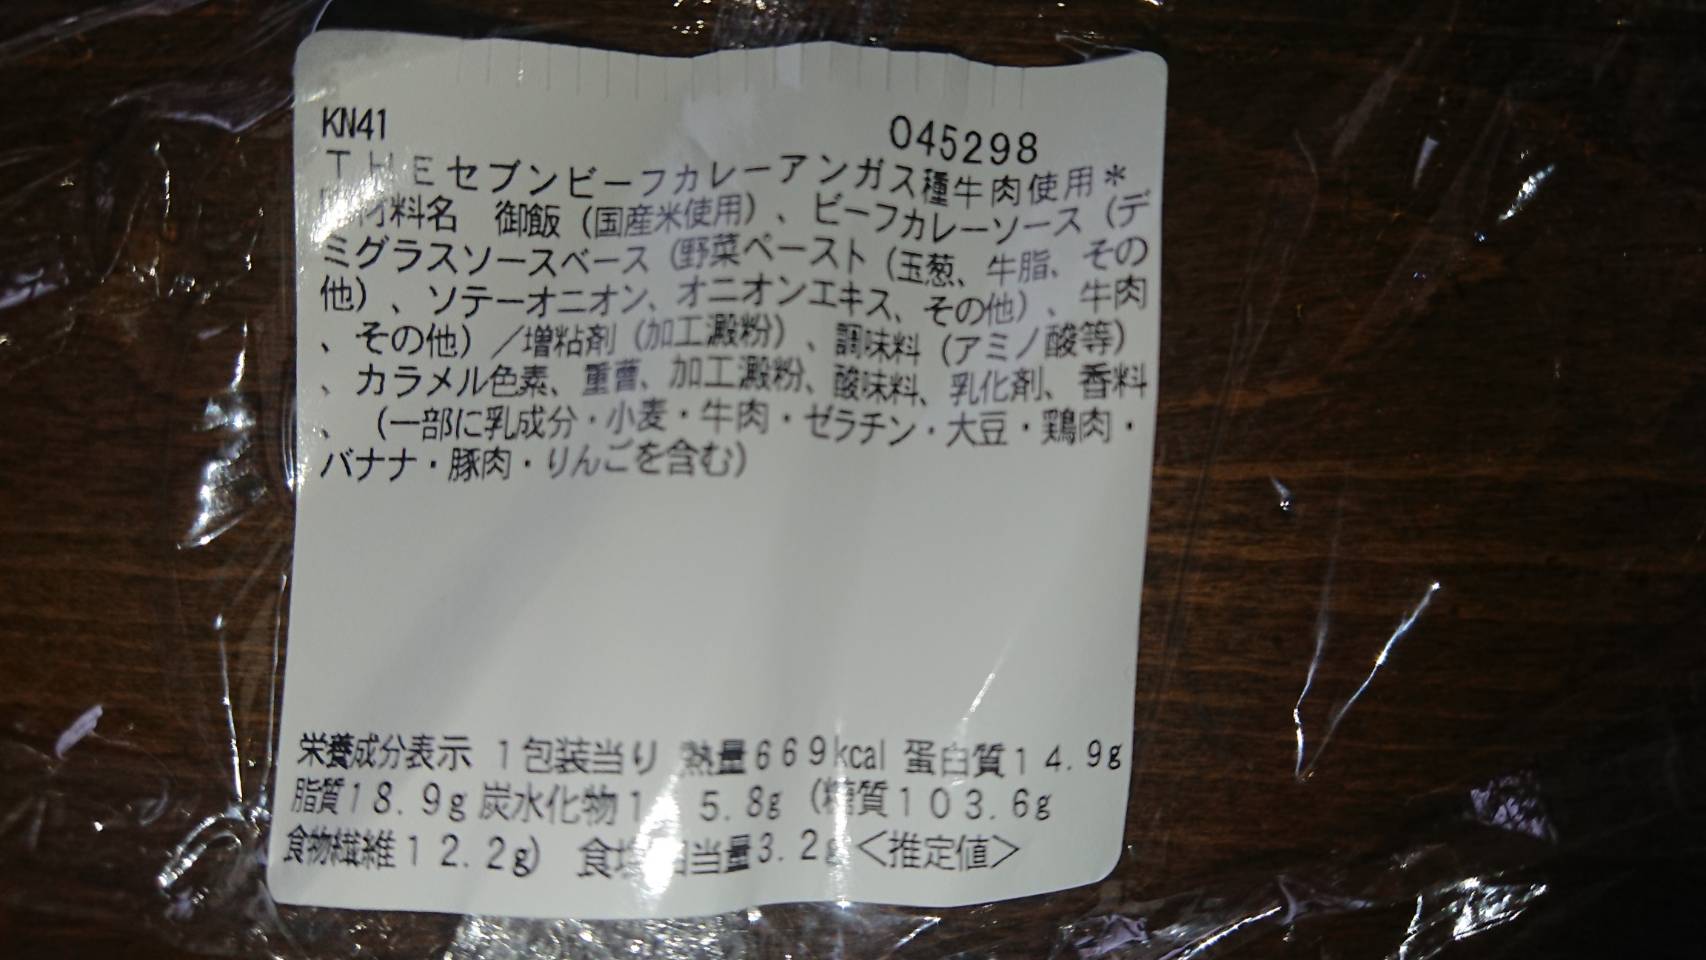 KN41 045298
THEセブンビーフカレーアンガス種牛肉使用*
材料名 御飯(国産米使用)、ビーフカレーソース(デ
ミグラスソースベース(野菜ペースト(玉葱、牛脂、その
他)、ソテーオニオン、オニオンエキス、その他)、牛肉
、その他)/増粘剤(加工澱粉)、調味料(アミノ酸等)
、カラメル色素、重曹、加工澱粉、酸味料、乳化剤、香料
、(一部に乳成分・小麦・牛肉・ゼラチン・大豆・鶏肉・
バナナ・豚肉・りんごを含む)
栄養成分表示 1包装当り 熱量669kcal 蛋白質14.9g
脂質18.9g 炭水化物 (糖質103.6g
食物繊維12.2g) 食塩相当量3.2g <推定値>